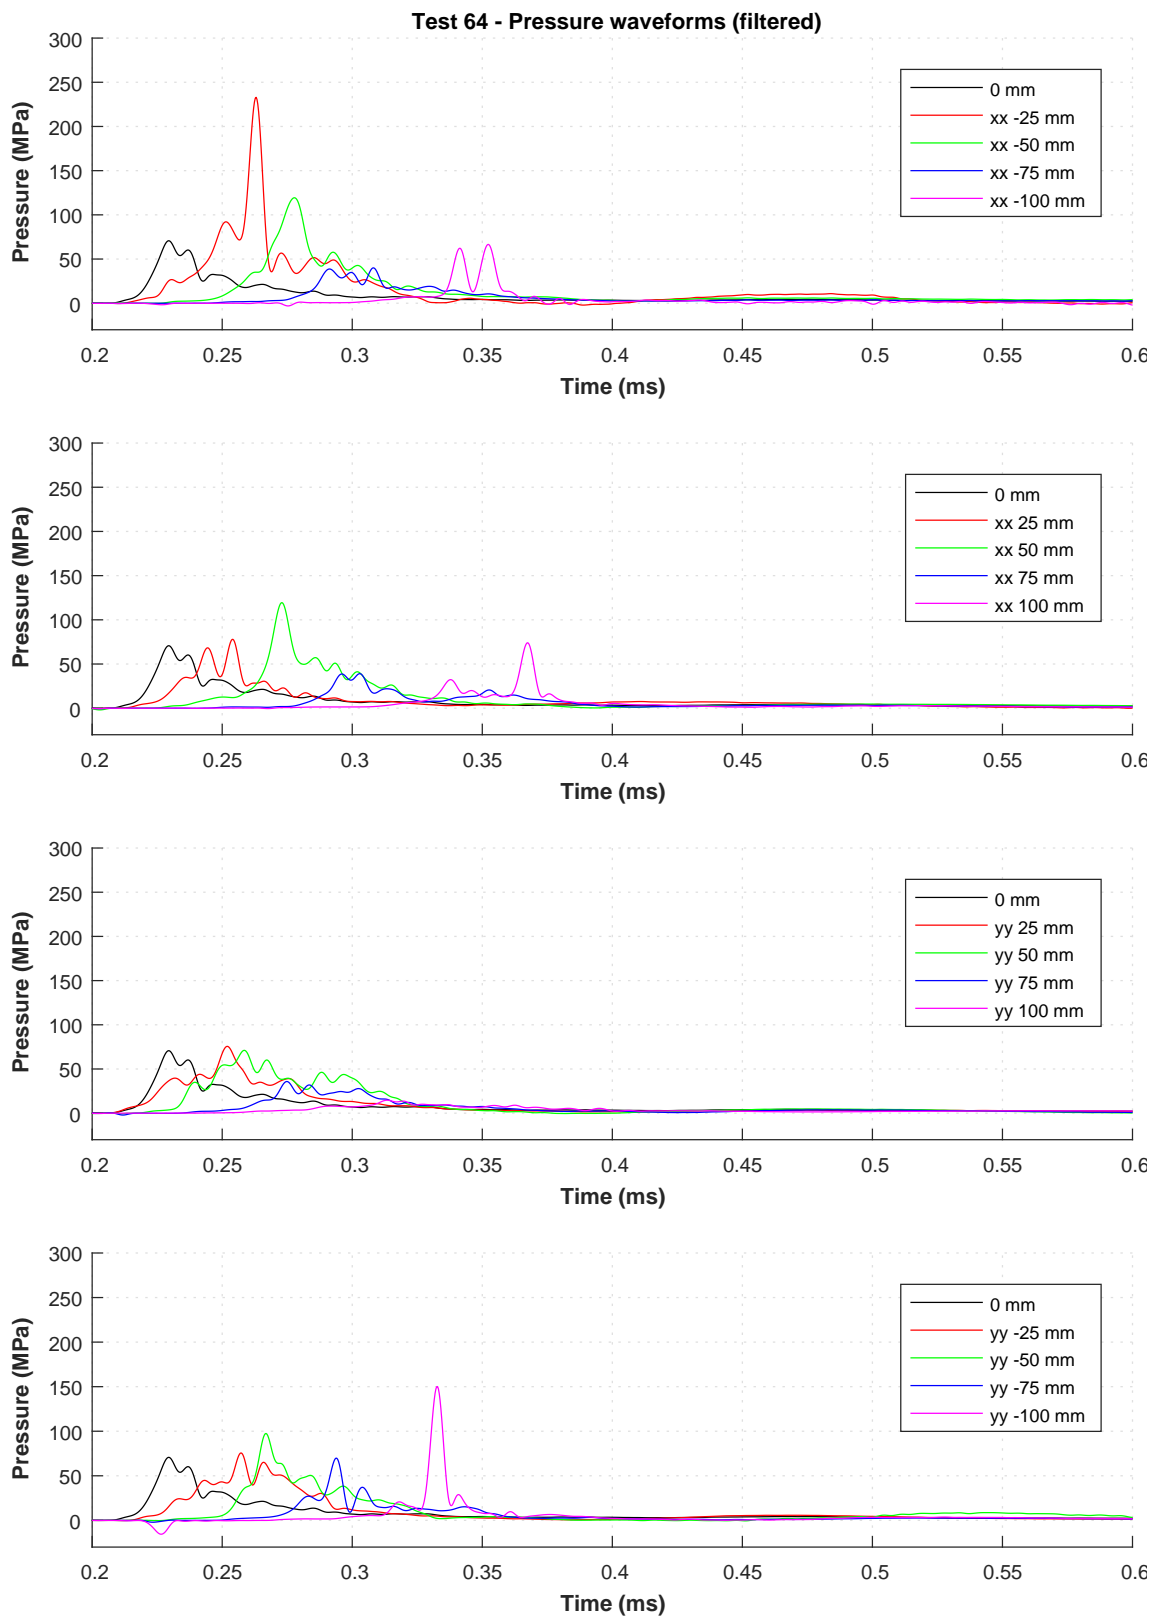 Test 64 - Pressure waveforms (filtered)
300
250
200
150
100
50
0
Pressure (MPa)
0 mm
xx -25 mm
xx -50 mm
xx -75 mm
xx -100 mm
0.2 0.25 0.3 0.35 0.4 0.45 0.5 0.55 0.6
Time (ms)
300
250
200
150
100
50
0
Pressure (MPa)
0 mm
xx 25 mm
xx 50 mm
xx 75 mm
xx 100 mm
0.2 0.25 0.3 0.35 0.4 0.45 0.5 0.55 0.6
Time (ms)
300
250
200
150
100
50
0
Pressure (MPa)
0 mm
yy 25 mm
yy 50 mm
yy 75 mm
yy 100 mm
0.2 0.25 0.3 0.35 0.4 0.45 0.5 0.55 0.6
Time (ms)
300
250
200
150
100
50
0
Pressure (MPa)
0 mm
yy -25 mm
yy -50 mm
yy -75 mm
yy -100 mm
0.2 0.25 0.3 0.35 0.4 0.45 0.5 0.55 0.6
Time (ms)